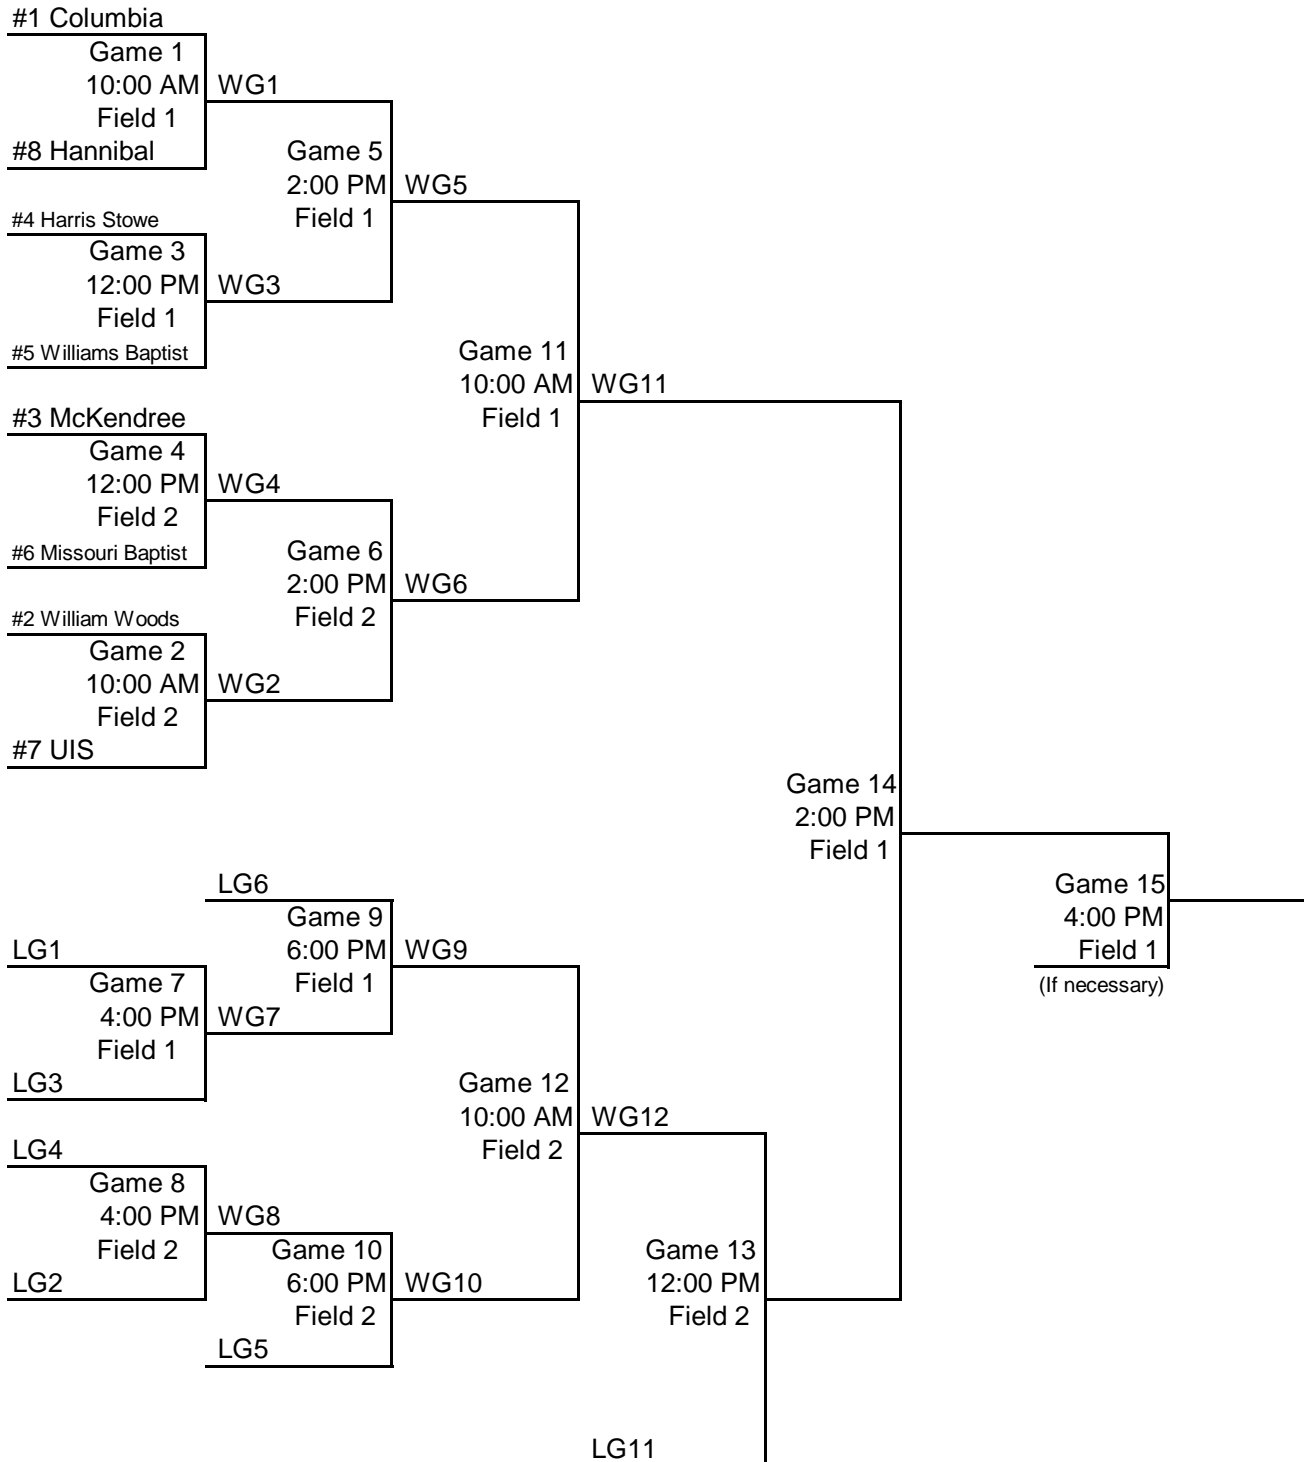 #1 Columbia
Game 1
10:00 AM
Field 1
WG1
#8 Hannibal
Game 5
2:00 PM
Field 1
WG5
#4 Harris Stowe
Game 3
12:00 PM
Field 1
WG3
#5 Williams Baptist
Game 11
10:00 AM
Field 1
WG11
#3 McKendree
Game 4
12:00 PM
Field 2
WG4
#6 Missouri Baptist
Game 6
2:00 PM
Field 2
WG6
#2 William Woods
Game 2
10:00 AM
Field 2
WG2
#7 UIS
Game 14
2:00 PM
Field 1
LG6
Game 9
6:00 PM
Field 1
WG9
Game 15
4:00 PM
Field 1
(If necessary)
LG1
Game 7
4:00 PM
Field 1
WG7
LG3
Game 12
10:00 AM
Field 2
WG12
LG4
Game 8
4:00 PM
Field 2
WG8
LG2
Game 10
6:00 PM
Field 2
WG10
LG5
Game 13
12:00 PM
Field 2
LG11